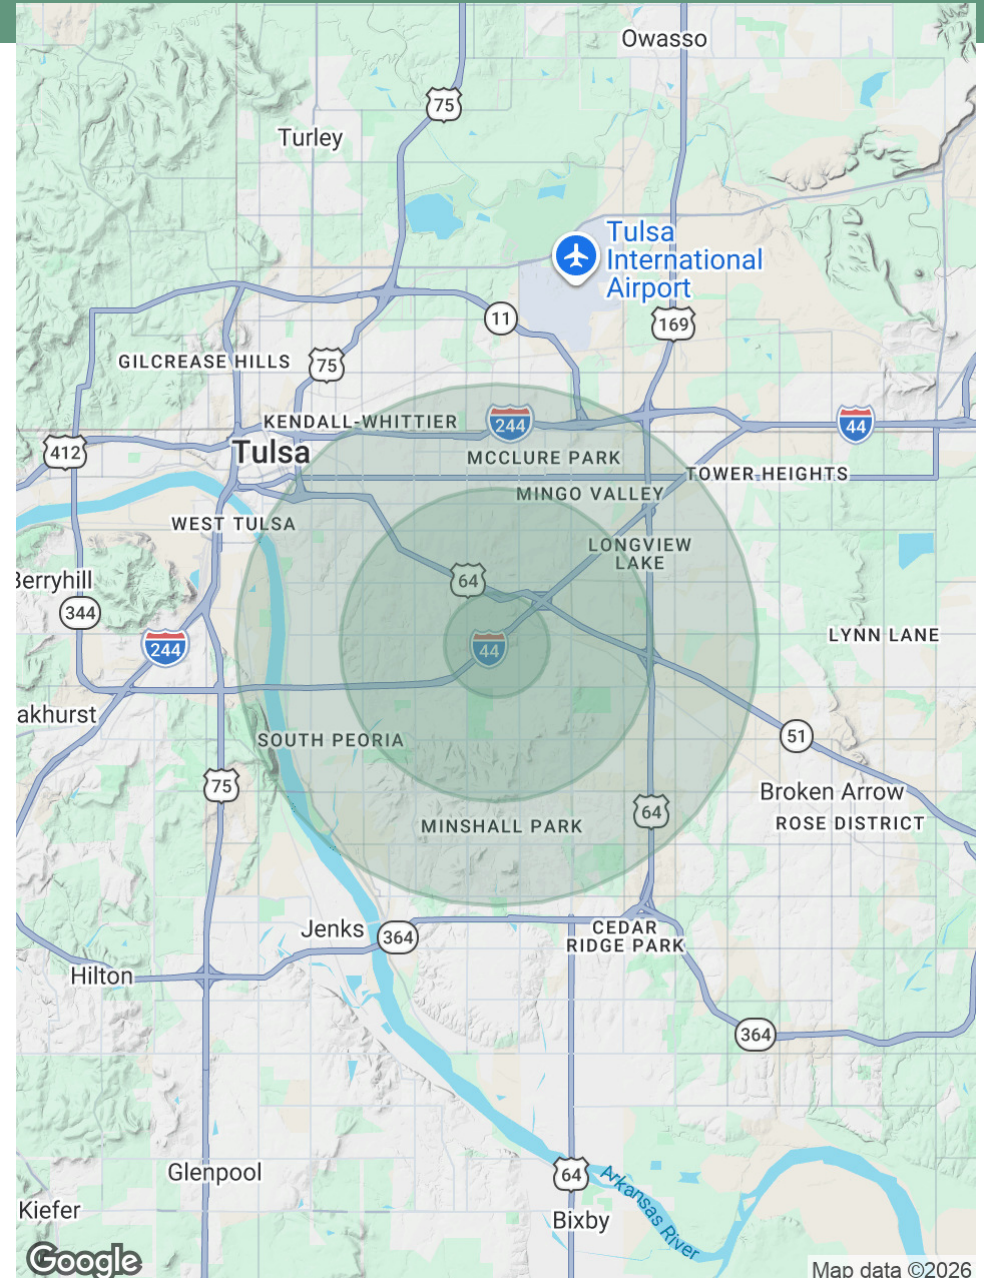 Owasso
75
Turley
Tulsa
International
Airport
11
169
GILCREASE HILLS
75
KENDALL-WHITTIER
244
44
412
Tulsa
MCCLURE PARK
TOWER HEIGHTS
MINGO VALLEY
WEST TULSA
LONGVIEW
LAKE
Berryhill
64
344
LYNN LANE
244
44
akhurst
SOUTH PEORIA
51
75
Broken Arrow
64
ROSE DISTRICT
MINSHALL PARK
Jenks
364
CEDAR
RIDGE PARK
Hilton
364
Glenpool
64
Arkansas River
Kiefer
Bixby
Google
Map data ©2026